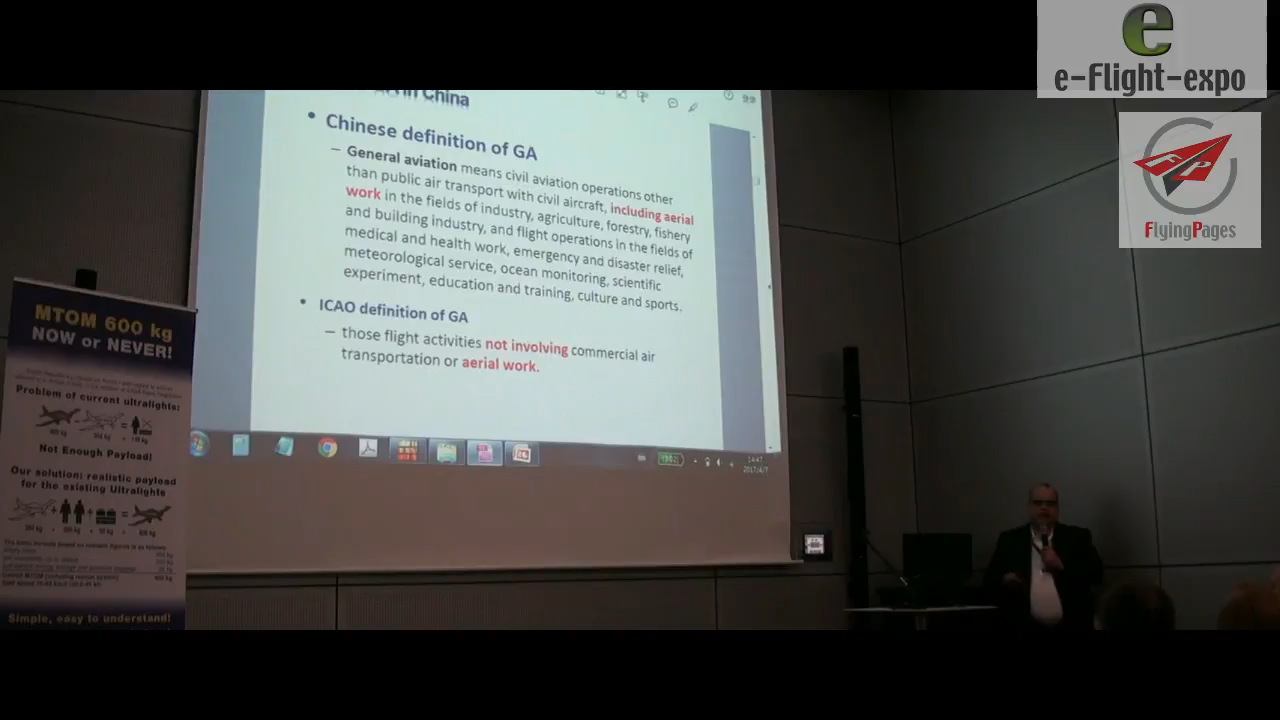 e-flight-expo
FlyingPages
in China
• Chinese definition of GA
– General aviation means civil aviation operations other
than public air transport with civil aircraft, including aerial
work in the fields of industry, agriculture, forestry, fishery
and building industry, and flight operations in the fields of
medical and health work, emergency and disaster relief,
meteorological service, ocean monitoring, scientific
experiment, education and training, culture and sports.
• ICAO definition of GA
– those flight activities not involving commercial air
transportation or aerial work.
14:47
2017/4/7
MTOM 600 kg
NOW or NEVER!
Problem of current ultralights:
Not Enough Payload!
Our solution: realistic payload
for the existing Ultralights
Simple, easy to understand!